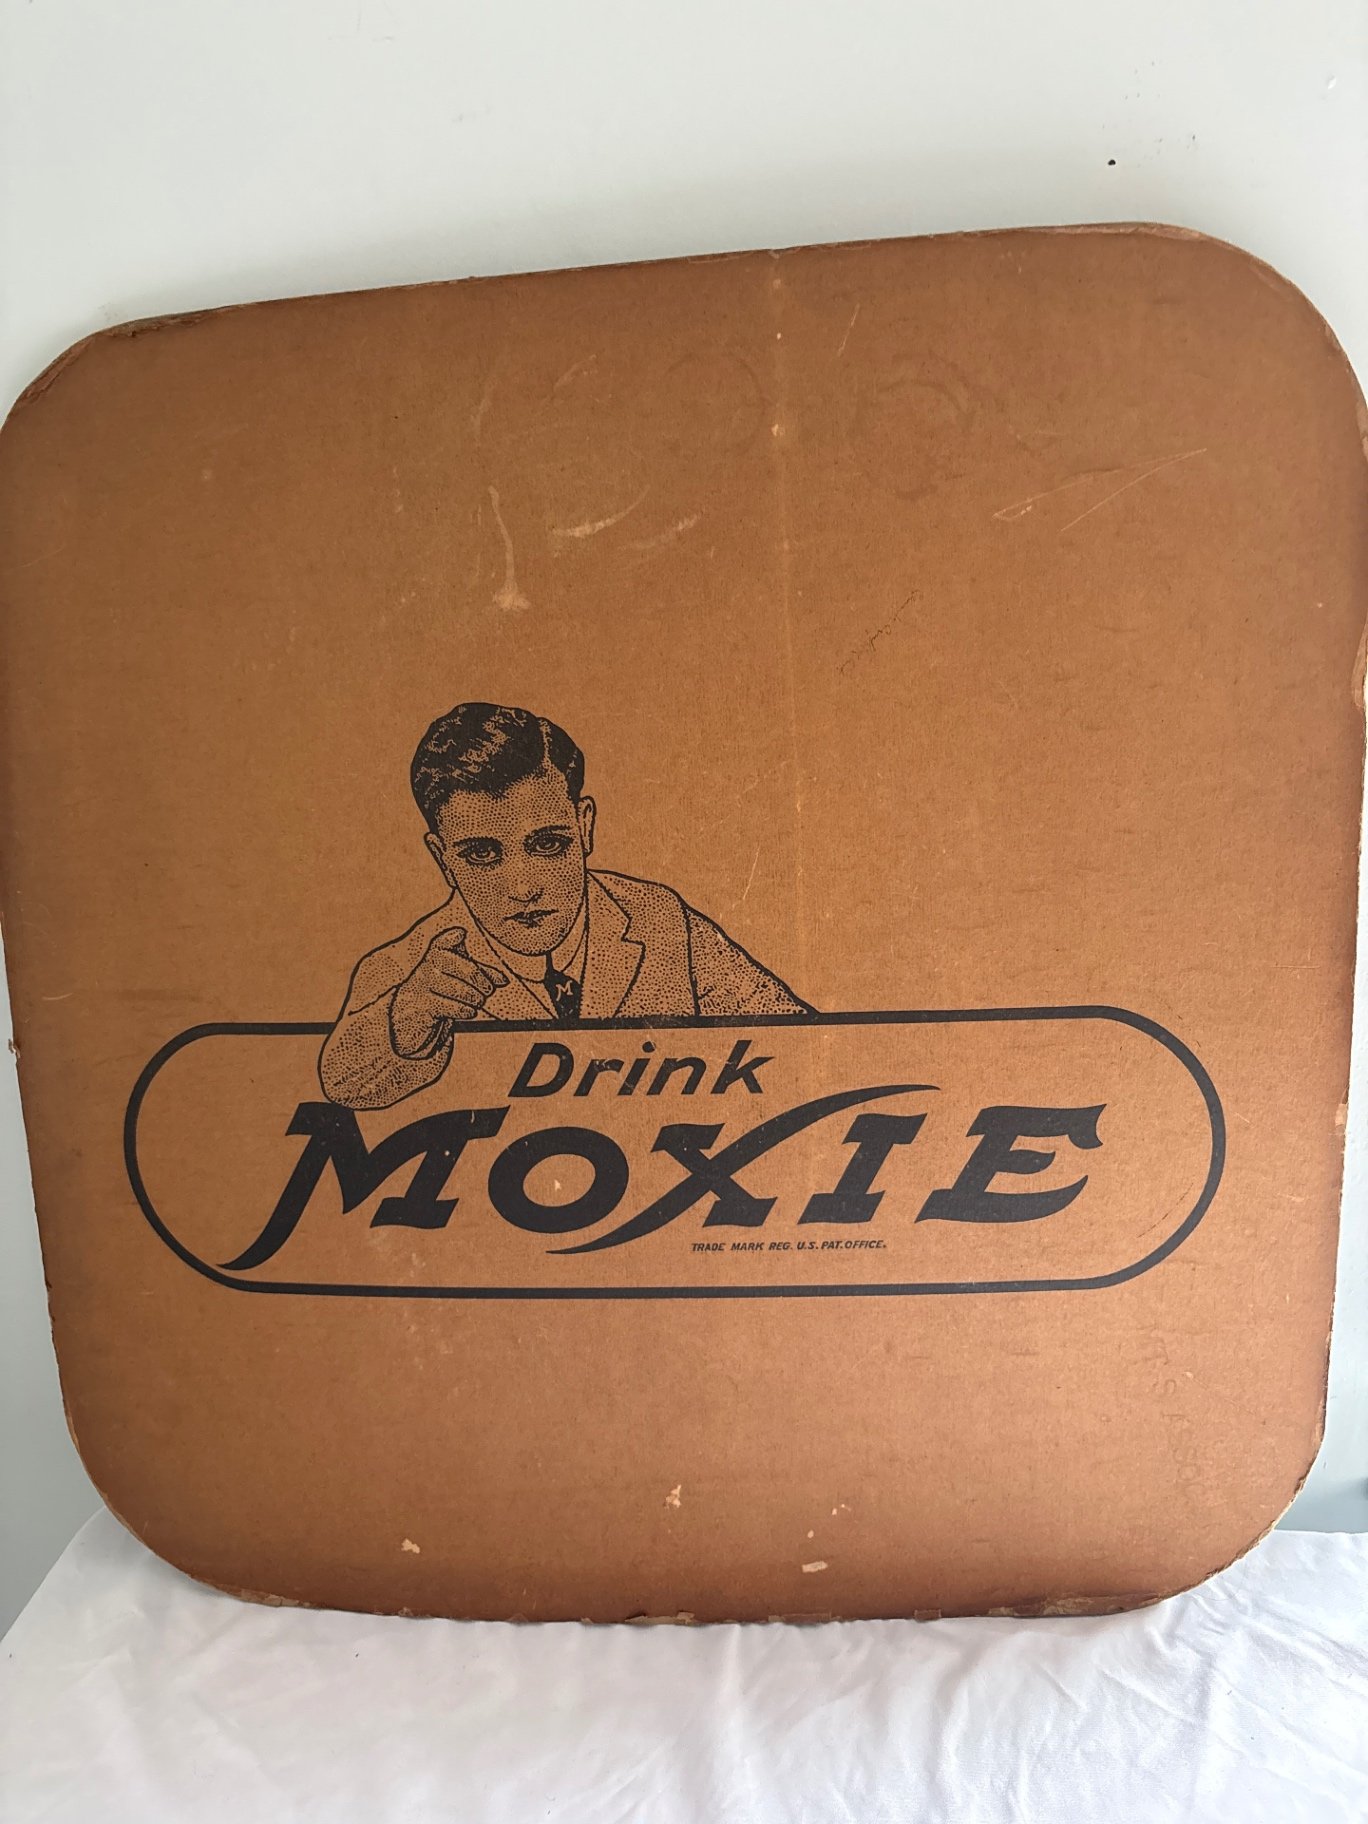 M
Drink
MOXIE
TRADE MARK REG. U.S. PAT. OFFICE.